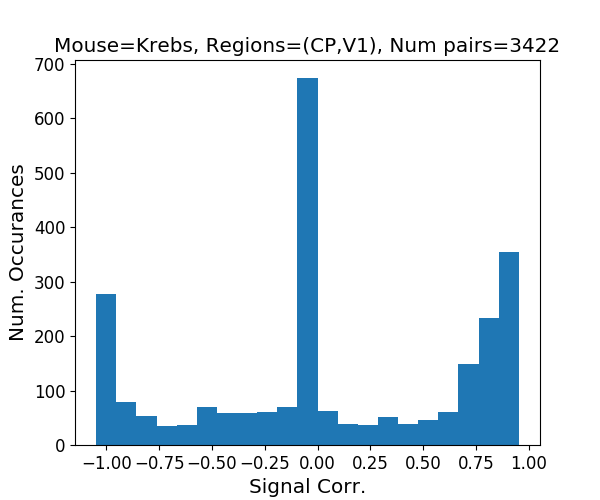 Mouse=Krebs, Regions=(CP,V1), Num pairs=3422
700
600
500
400
300
200
100
0
Num. Occurances
−1.00 −0.75 −0.50 −0.25 0.00 0.25 0.50 0.75 1.00
Signal Corr.